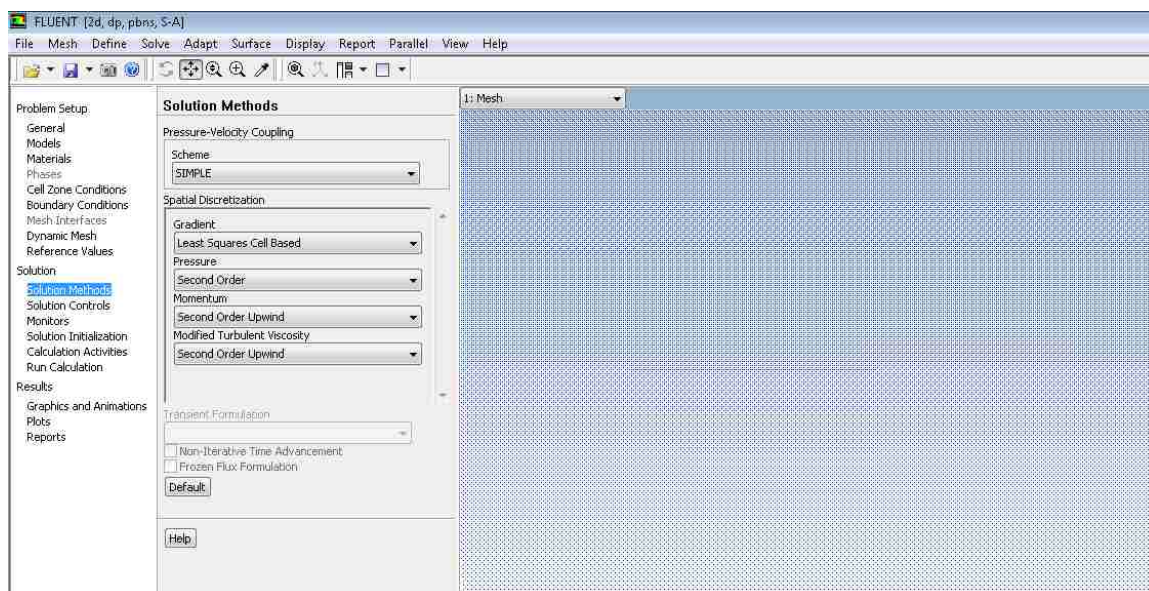 FLUENT [2d, dp, pbns, S-A]
File Mesh Define Solve Adapt Surface Display Report Parallel View Help
Problem Setup
General
Models
Materials
Phases
Cell Zone Conditions
Boundary Conditions
Mesh Interfaces
Dynamic Mesh
Reference Values
Solution
Solution Methods
Solution Controls
Monitors
Solution Initialization
Calculation Activities
Run Calculation
Results
Graphics and Animations
Plots
Reports
Solution Methods
Pressure-Velocity Coupling
Scheme
SIMPLE
Spatial Discretization
Gradient
Least Squares Cell Based
Pressure
Second Order
Momentum
Second Order Upwind
Modified Turbulent Viscosity
Second Order Upwind
Transient Formulation
Non-Iterative Time Advancement
Frozen Flux Formulation
Default
Help
1: Mesh